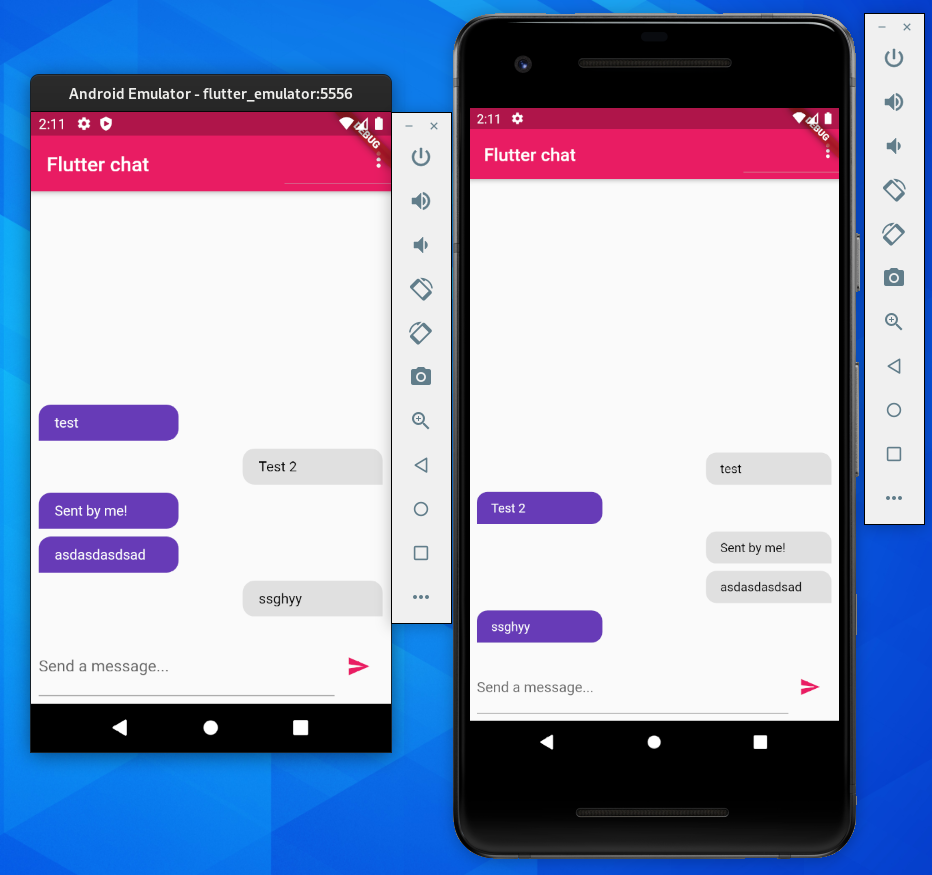 Android Emulator - flutter_emulator:5556
2:11
DEBUG
Flutter chat
test
Test 2
Sent by me!
asdasdasdsad
ssghyy
Send a message...
2:11
DEBUG
Flutter chat
test
Test 2
Sent by me!
asdasdasdsad
ssghyy
Send a message...